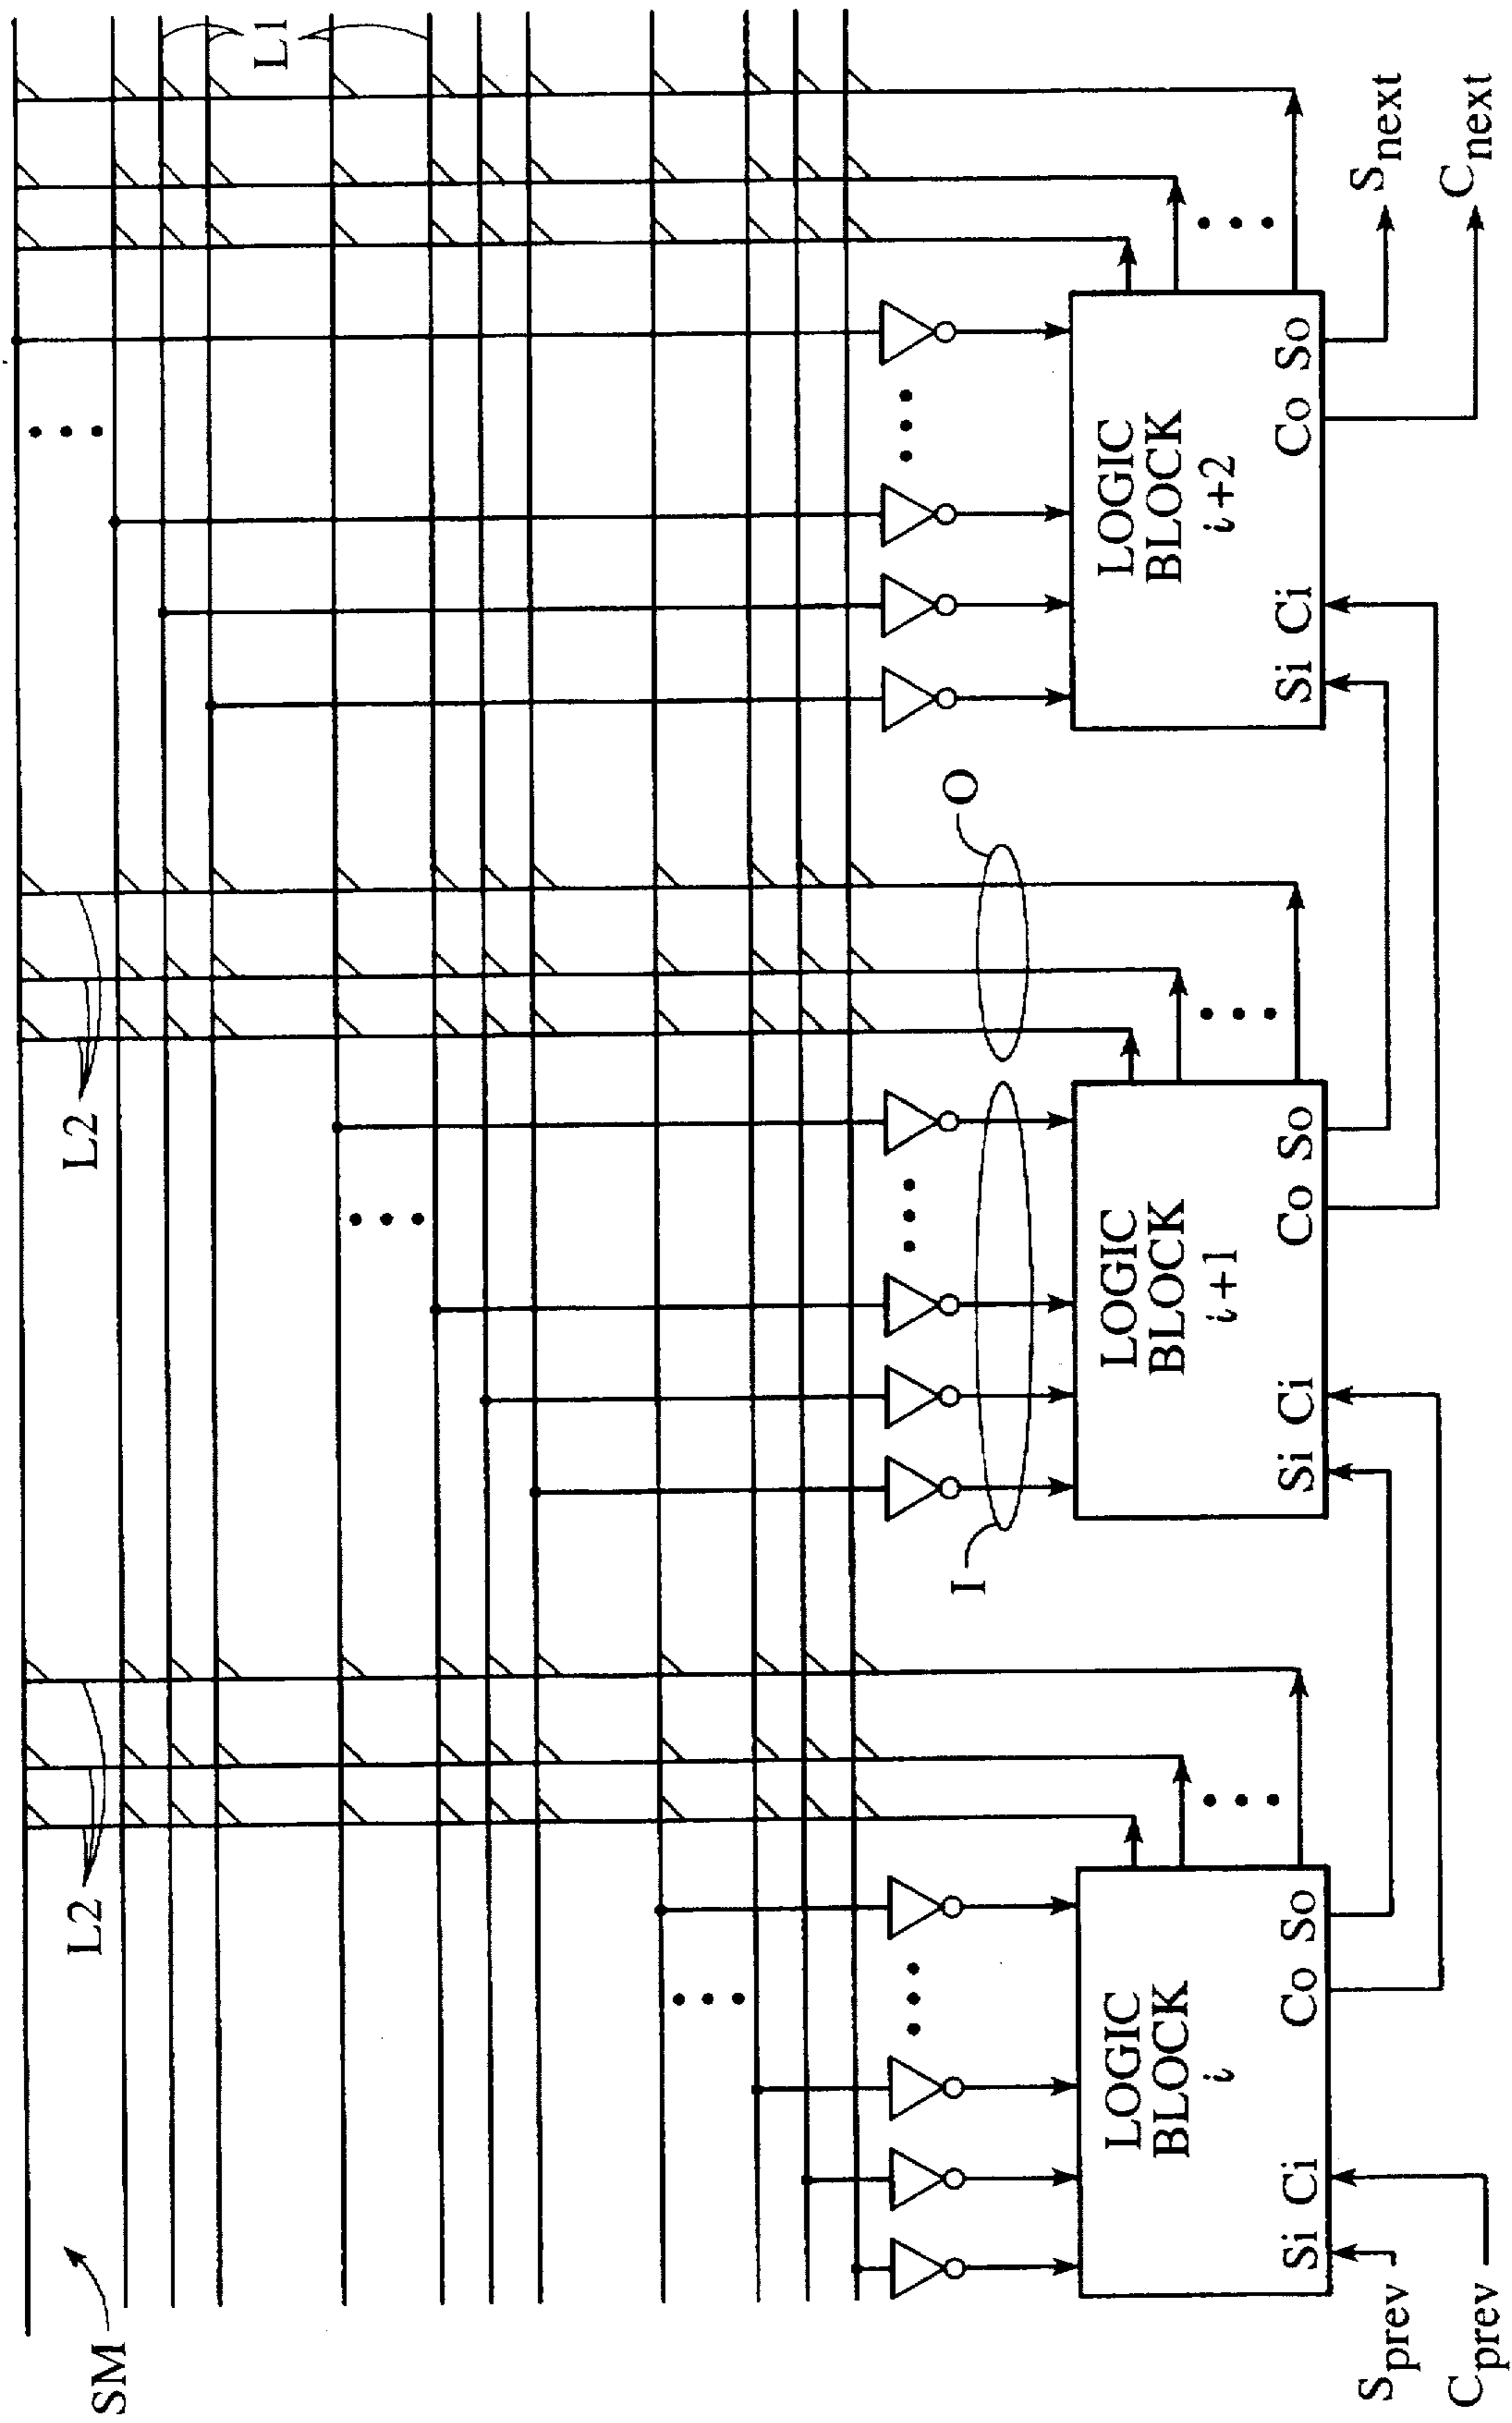 SM
L2
L2
L1
I
O
LOGIC
BLOCK
i
Si Ci Co So
LOGIC
BLOCK
i+1
Si Ci Co So
LOGIC
BLOCK
i+2
Si Ci Co So
Sprev
Cprev
Snext
Cnext